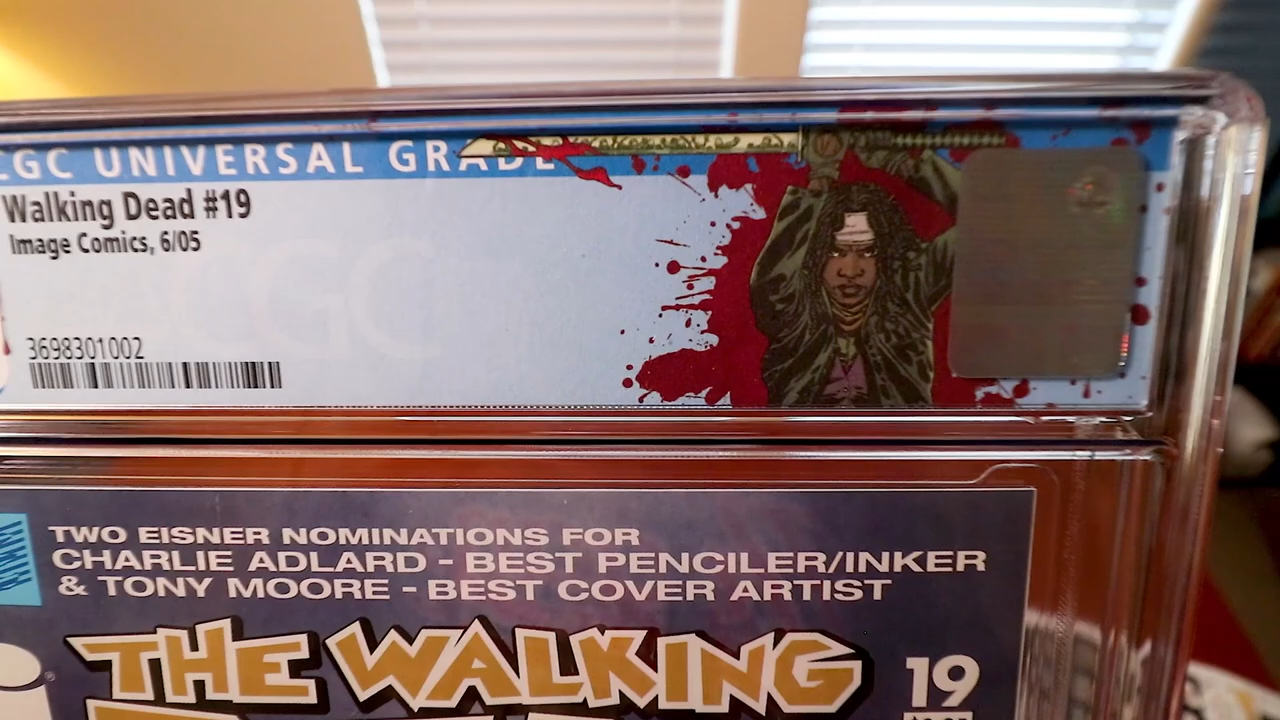 CGC UNIVERSAL GRADE
Walking Dead #19
Image Comics, 6/05
3698301002
TWO EISNER NOMINATIONS FOR
CHARLIE ADLARD - BEST PENCILER/INKER
& TONY MOORE - BEST COVER ARTIST
THE WALKING
19